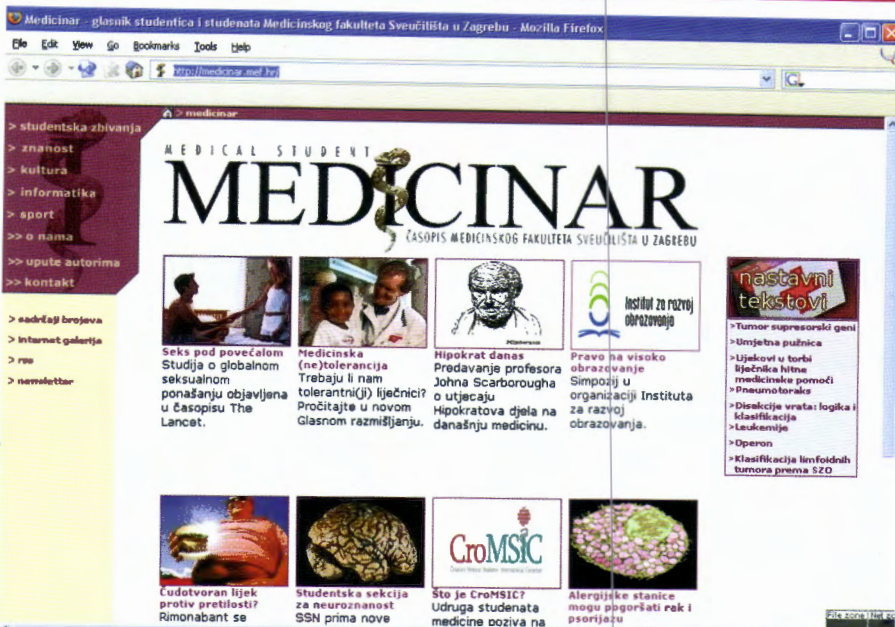 Medicinar - glasnik studentica i studenata Medicinskog fakulteta Sveučilišta u Zagrebu - Mozilla Firefox
File Edit View Go Bookmarks Tools Help
http://medicinar.mef.hr/
> medicinar
> studentska zbivanja
> znanost
> kultura
> informatika
> sport
>> o nama
>> upute autorima
>> kontakt
> sadržaji brojeva
> internet galerija
> rss
> newsletter
MEDICAL STUDENT
MEDICINAR
ČASOPIS MEDICINSKOG FAKULTETA SVEUČILIŠTA U ZAGREBU
Seks pod povećalom
Studija o globalnom
seksualnom
ponašanju objavljena
u časopisu The
Lancet.
Medicinska
(ne)tolerancija
Trebaju li nam
tolerantni(ji) liječnici?
Pročitajte u novom
Glasnom razmišljanju.
Hipokrat danas
Predavanje profesora
Johna Scarborougha
o utjecaju
Hipokratova djela na
današnju medicinu.
Institut za razvoj
obrazovanja
Pravo na visoko
obrazovanje
Simpozij u
organizaciji Instituta
za razvoj
obrazovanja.
nastavni
tekstovi
>Tumor supresorski geni
>Umjetna pužnica
>Lijekovi u torbi
liječnika hitne
medicinske pomoći
>Pneumotoraks
>Disekcije vrata: logika i
klasifikacija
>Leukemije
>Operon
>Klasifikacija limfoidnih
tumora prema SZO
Čudotvoran lijek
protiv pretilosti?
Rimonabant se
Studentska sekcija
za neuroznanost
SSN prima nove
CroMSIC
Što je CroMSIC?
Udruga studenata
medicine poziva na
Alergijske stanice
mogu pogoršati rak i
psorijazu
File zone | Net